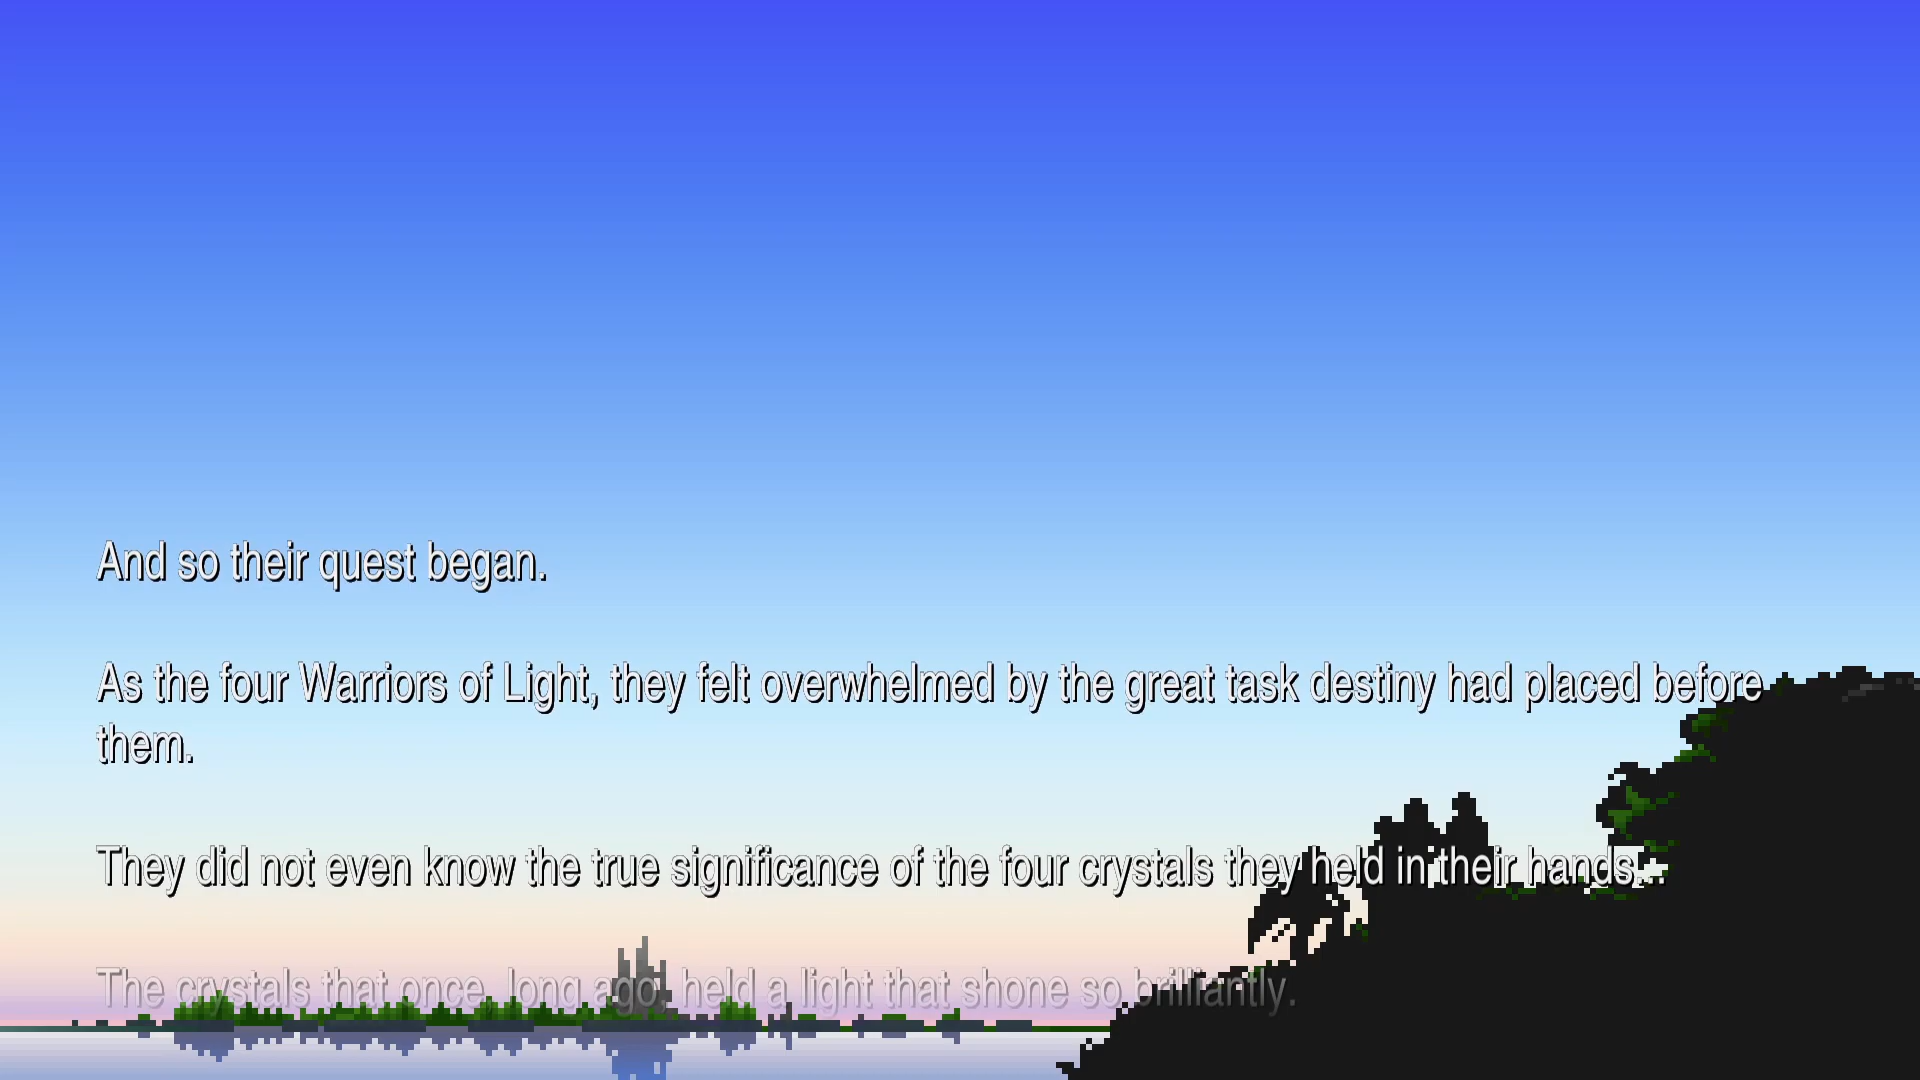 And so their quest began.
As the four Warriors of Light, they felt overwhelmed by the great task destiny had placed before
them.
They did not even know the true significance of the four crystals they held in their hands...
The crystals that once, long ago, held a light that shone so brilliantly.